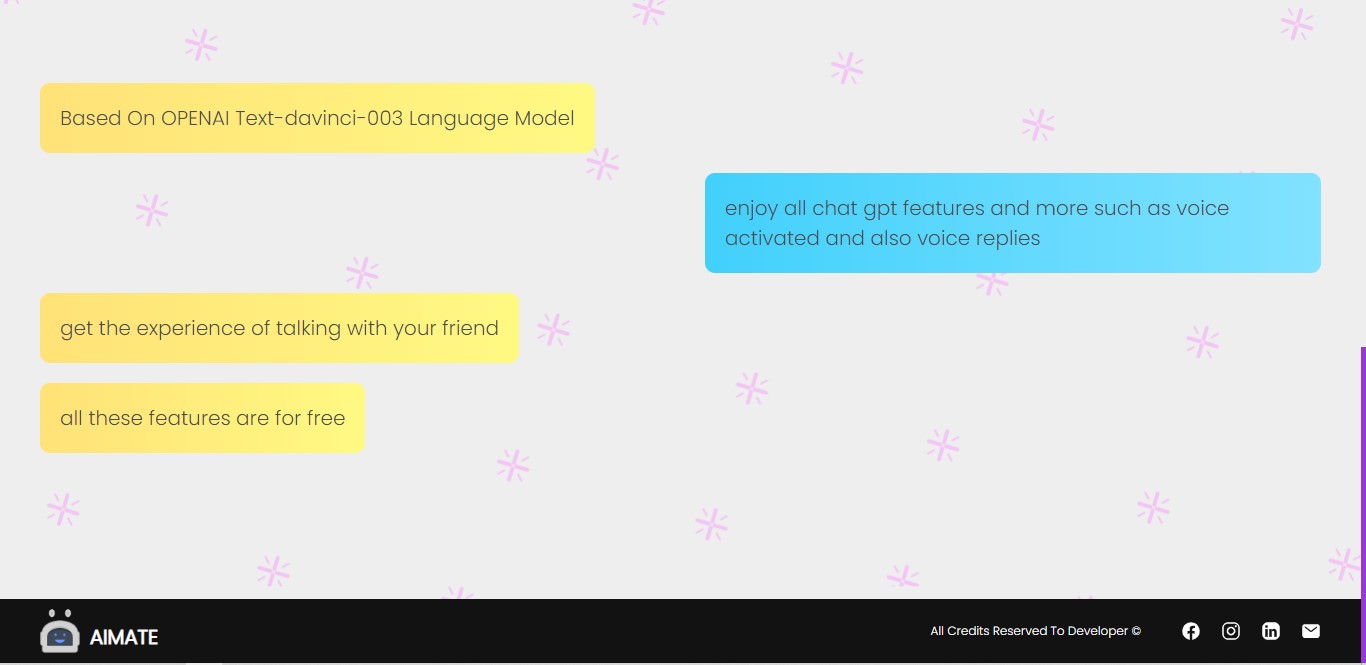 Based On OPENAI Text-davinci-003 Language Model
enjoy all chat gpt features and more such as voice
activated and also voice replies
get the experience of talking with your friend
all these features are for free
AIMATE
All Credits Reserved To Developer ©
in